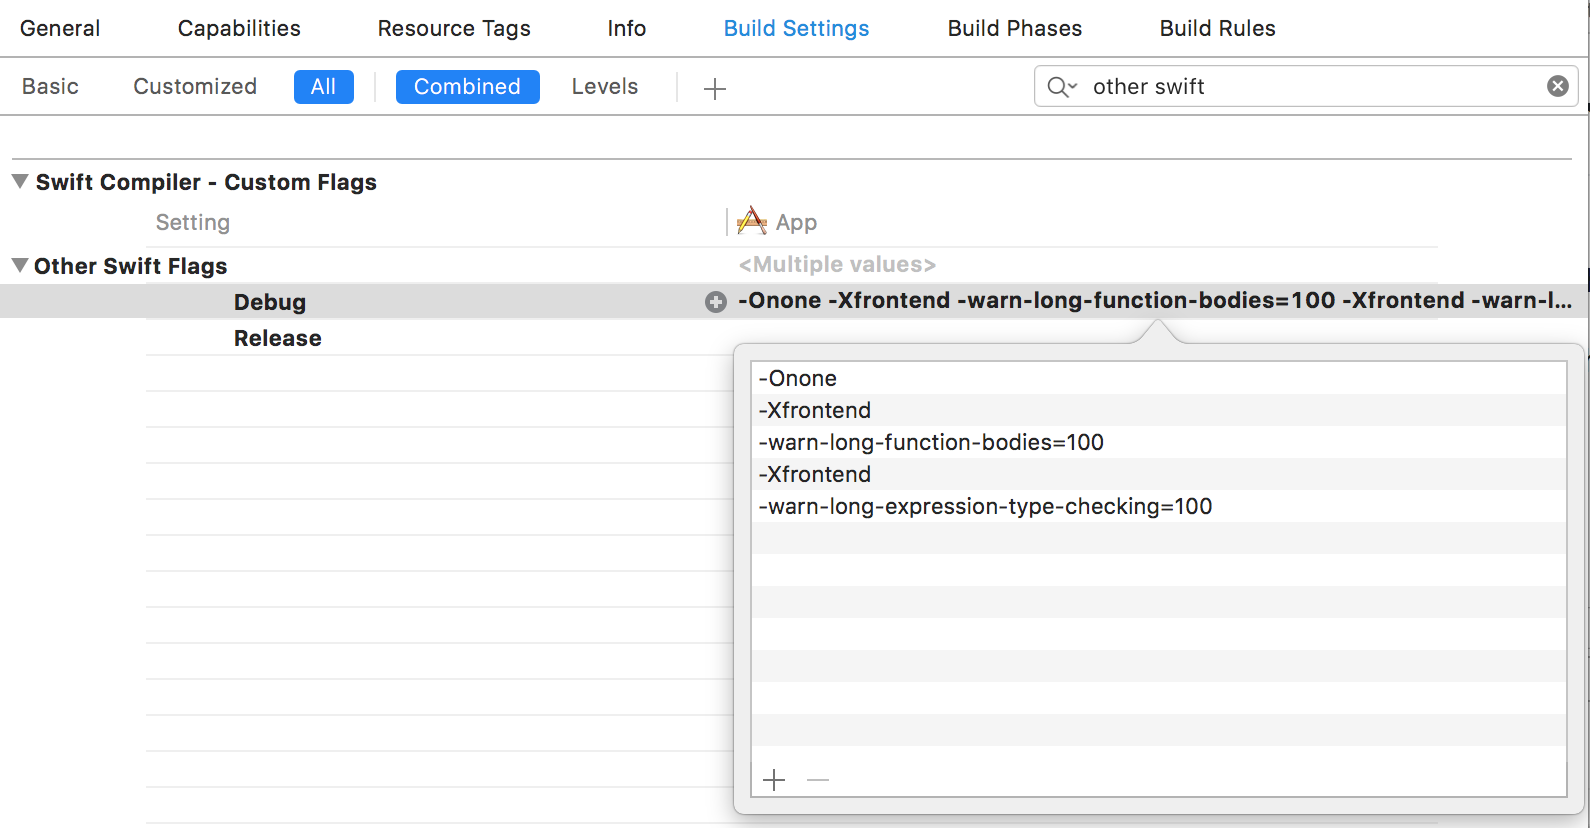 General Capabilities Resource Tags Info Build Settings Build Phases Build Rules
Basic Customized All Combined Levels + other swift
Swift Compiler - Custom Flags
Setting App
Other Swift Flags <Multiple values>
Debug -Onone -Xfrontend -warn-long-function-bodies=100 -Xfrontend -warn-l...
Release
-Onone
-Xfrontend
-warn-long-function-bodies=100
-Xfrontend
-warn-long-expression-type-checking=100